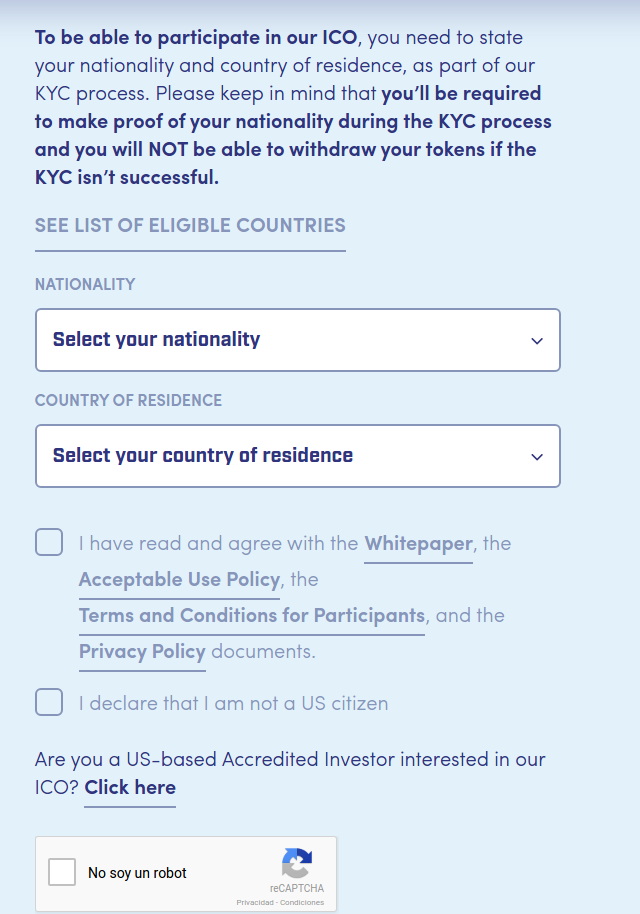 To be able to participate in our ICO, you need to state
your nationality and country of residence, as part of our
KYC process. Please keep in mind that you’ll be required
to make proof of your nationality during the KYC process
and you will NOT be able to withdraw your tokens if the
KYC isn’t successful.
SEE LIST OF ELIGIBLE COUNTRIES
NATIONALITY
Select your nationality
COUNTRY OF RESIDENCE
Select your country of residence
I have read and agree with the Whitepaper, the
Acceptable Use Policy, the
Terms and Conditions for Participants, and the
Privacy Policy documents.
I declare that I am not a US citizen
Are you a US-based Accredited Investor interested in our
ICO? Click here
No soy un robot
reCAPTCHA
Privacidad - Condiciones